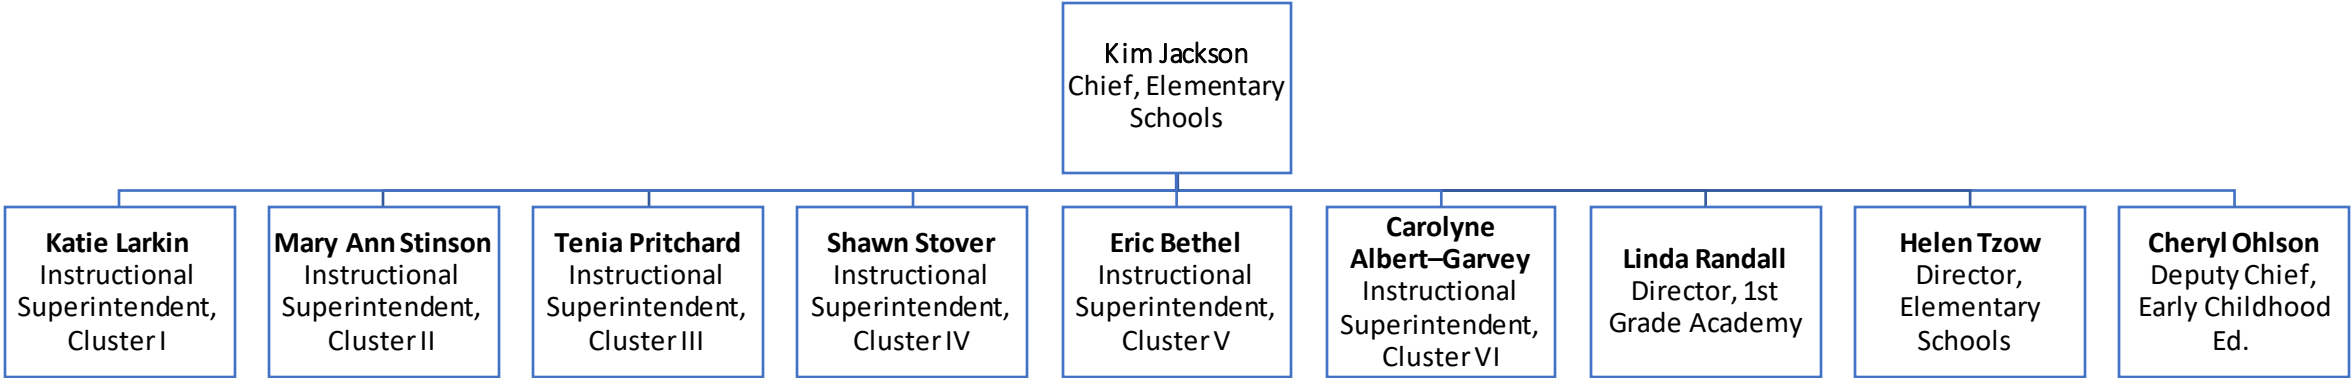 Kim Jackson
Chief, Elementary
Schools
Katie Larkin
Instructional
Superintendent,
Cluster I
Mary Ann Stinson
Instructional
Superintendent,
Cluster II
Tenia Pritchard
Instructional
Superintendent,
Cluster III
Shawn Stover
Instructional
Superintendent,
Cluster IV
Eric Bethel
Instructional
Superintendent,
Cluster V
Carolyne
Albert–Garvey
Instructional
Superintendent,
Cluster VI
Linda Randall
Director, 1st
Grade Academy
Helen Tzow
Director,
Elementary
Schools
Cheryl Ohlson
Deputy Chief,
Early Childhood
Ed.